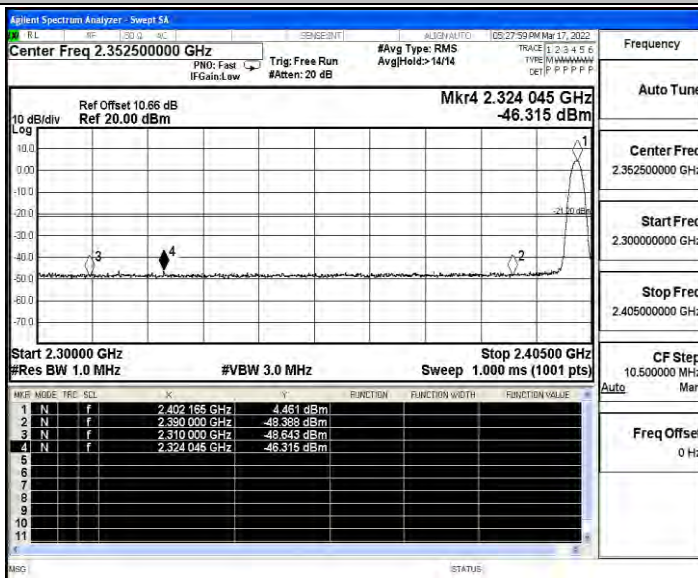 Agilent Spectrum Analyzer - Swept SA
RL RF 50 Ω AC SENSE:INT ALIGN AUTO 05:27:59 PM Mar 17, 2022
Center Freq 2.352500000 GHz
PNO: Fast
IFGain:Low
Trig: Free Run
#Atten: 20 dB
#Avg Type: RMS
Avg|Hold:>14/14
TRACE 1 2 3 4 5 6
TYPE M WWWWW
DET P P P P P P
Ref Offset 10.66 dB
10 dB/div Ref 20.00 dBm
Log
Mkr4 2.324 045 GHz
-46.315 dBm
10.0
0.00
-10.0
-20.0
-30.0
-40.0
-50.0
-60.0
-70.0
1
-21.20 dBm
3
4
2
Start 2.30000 GHz Stop 2.40500 GHz
#Res BW 1.0 MHz #VBW 3.0 MHz Sweep 1.000 ms (1001 pts)
MKR MODE TRC SCL X Y FUNCTION FUNCTION WIDTH FUNCTION VALUE
1 N f 2.402 165 GHz 4.461 dBm
2 N f 2.390 000 GHz -48.388 dBm
3 N f 2.310 000 GHz -48.643 dBm
4 N f 2.324 045 GHz -46.315 dBm
5
6
7
8
9
10
11
MSG STATUS
Frequency
Auto Tune
Center Freq
2.352500000 GHz
Start Freq
2.300000000 GHz
Stop Freq
2.405000000 GHz
CF Step
10.500000 MHz
Auto Man
Freq Offset
0 Hz